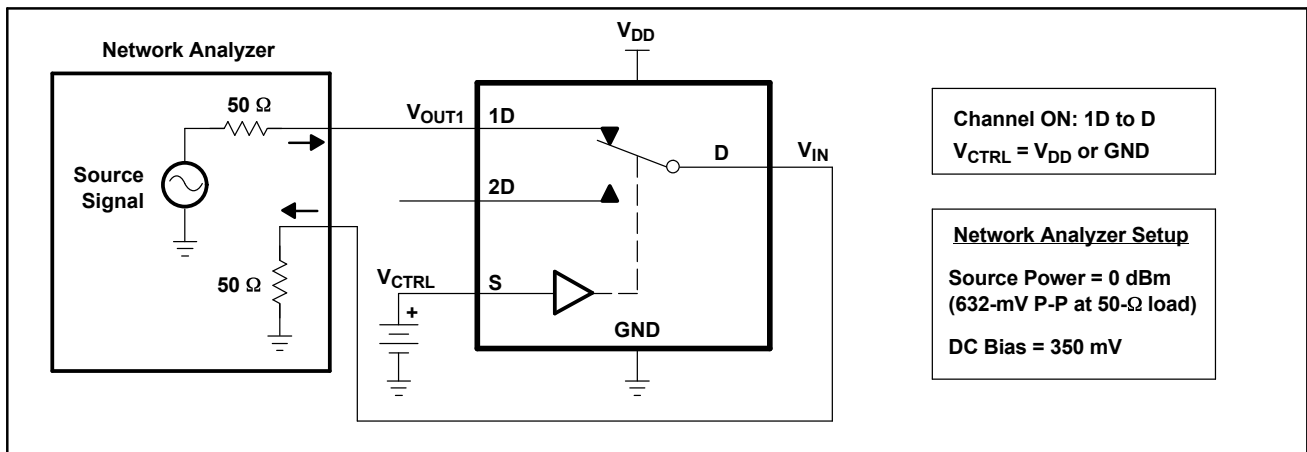 V_DD
Network Analyzer
50 Ω
V_OUT1
1D
D
V_IN
Source
Signal
2D
50 Ω
V_CTRL
S
+
GND
Channel ON: 1D to D
V_CTRL = V_DD or GND
Network Analyzer Setup
Source Power = 0 dBm
(632-mV P-P at 50-Ω load)
DC Bias = 350 mV